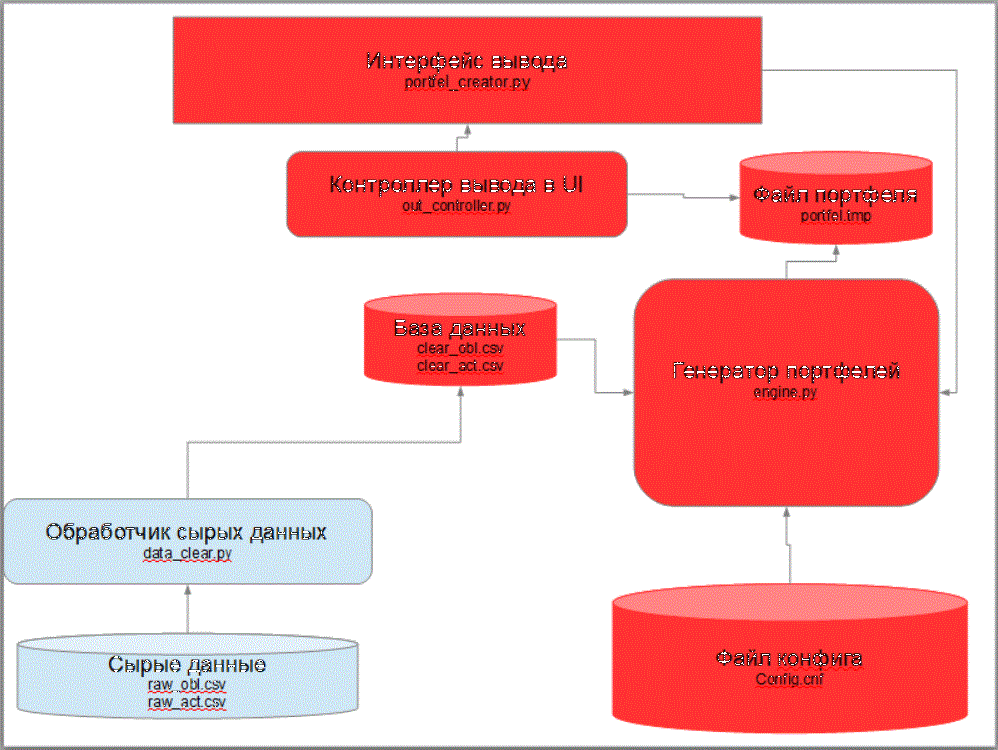 Интерфейс вывода
portfel_creator.py
Контроллер вывода в UI
out_controller.py
Файл портфеля
portfel.tmp
База данных
clear_obl.csv
clear_act.csv
Генератор портфелей
engine.py
Обработчик сырых данных
data_clear.py
Сырые данные
raw_obl.csv
raw_act.csv
Файл конфига
Config.cnf